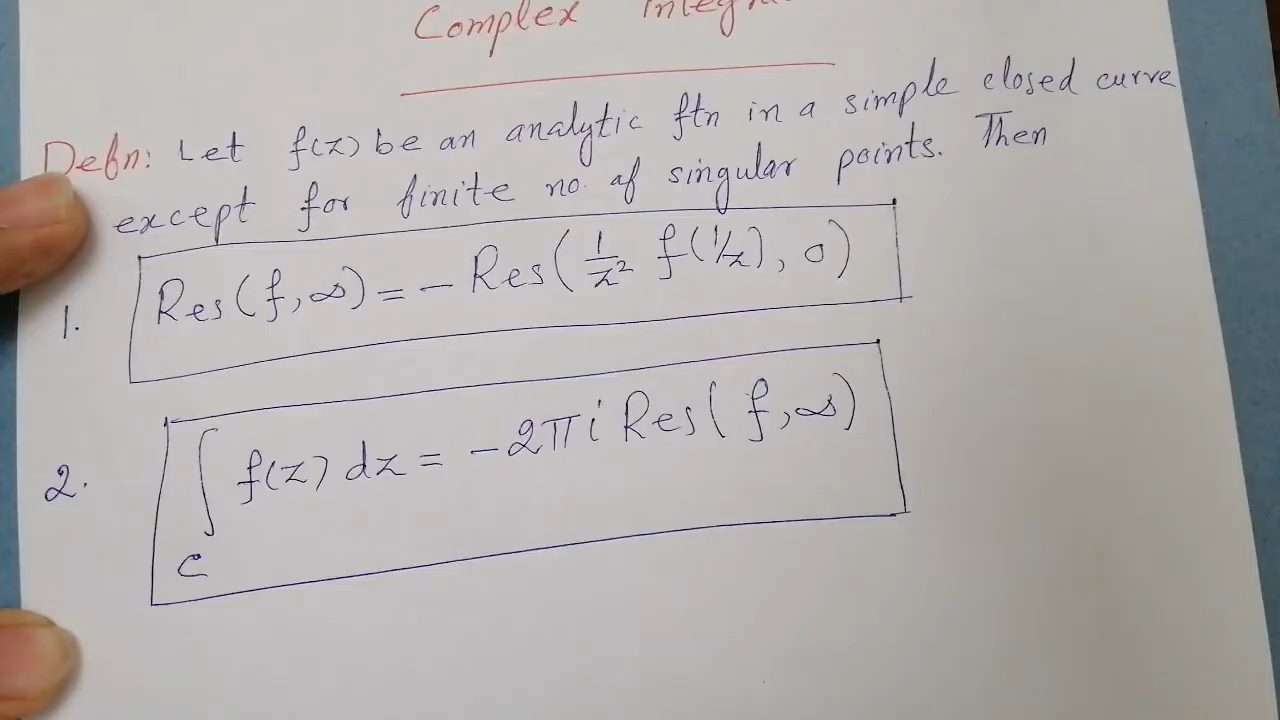 Complex Integra
Defn: Let f(z) be an analytic ftn in a simple closed curve
except for finite no. of singular points. Then
1. Res(f,∞) = - Res(1/z² f(1/z), 0)
2. ∫_C f(z) dz = -2πi Res(f,∞)